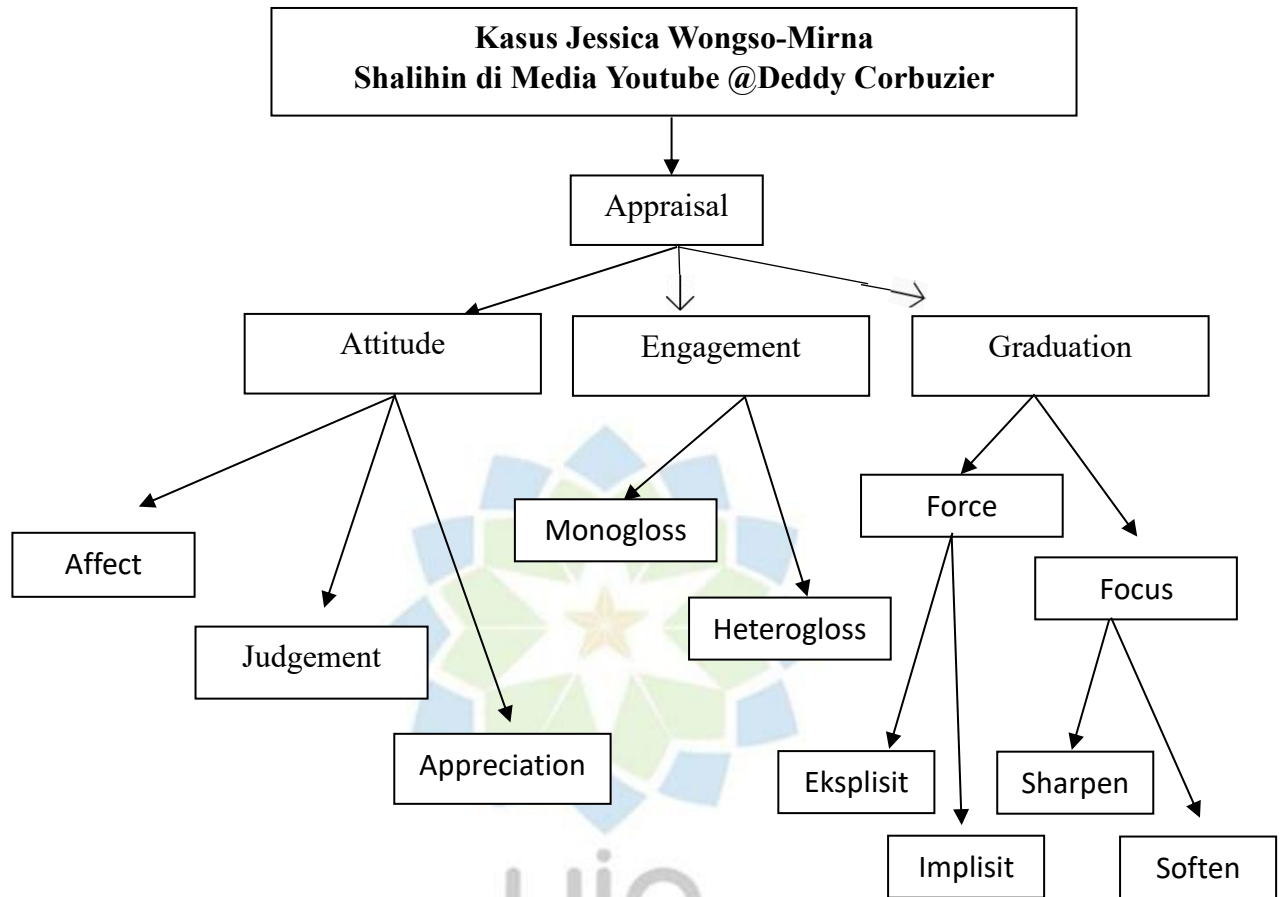 Kasus Jessica Wongso-Mirna
Shalihin di Media Youtube @Deddy Corbuzier
Appraisal
Attitude
Engagement
Graduation
Affect
Judgement
Appreciation
Monogloss
Heterogloss
Force
Focus
Eksplisit
Implisit
Sharpen
Soften